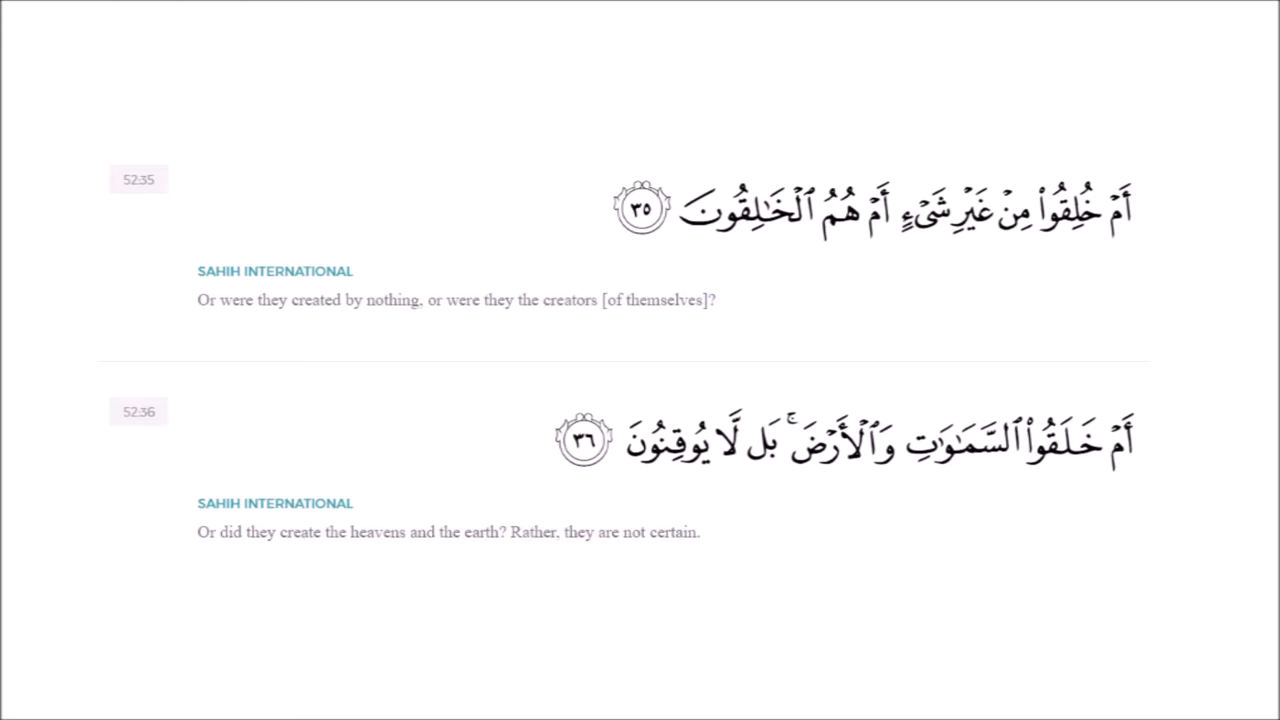 52:35
أَمْ خُلِقُوا۟ مِنْ غَيْرِ شَىْءٍ أَمْ هُمُ ٱلْخَـٰلِقُونَ ٣٥
SAHIH INTERNATIONAL
Or were they created by nothing, or were they the creators [of themselves]?
52:36
أَمْ خَلَقُوا۟ ٱلسَّمَـٰوَٰتِ وَٱلْأَرْضَ ۚ بَل لَّا يُوقِنُونَ ٣٦
SAHIH INTERNATIONAL
Or did they create the heavens and the earth? Rather, they are not certain.